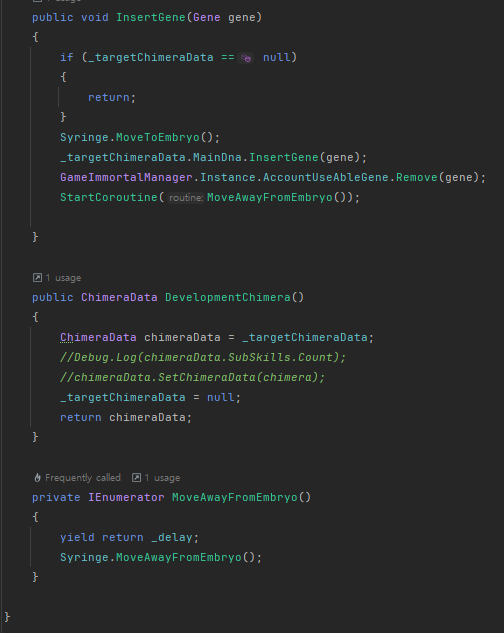 public void InsertGene(Gene gene)
{
if (_targetChimeraData == null)
{
return;
}
Syringe.MoveToEmbryo();
_targetChimeraData.MainDna.InsertGene(gene);
GameImmortalManager.Instance.AccountUseAbleGene.Remove(gene);
StartCoroutine( routine: MoveAwayFromEmbryo());
}
1 usage
public ChimeraData DevelopmentChimera()
{
ChimeraData chimeraData = _targetChimeraData;
//Debug.Log(chimeraData.SubSkills.Count);
//chimeraData.SetChimeraData(chimera);
_targetChimeraData = null;
return chimeraData;
}
Frequently called 1 usage
private IEnumerator MoveAwayFromEmbryo()
{
yield return _delay;
Syringe.MoveAwayFromEmbryo();
}
}